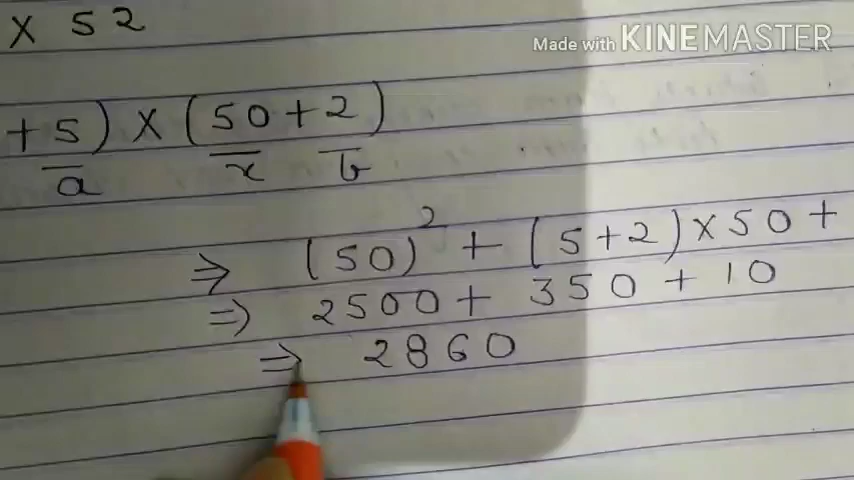 × 52
Made with KINEMASTER
+ 5) × (50 + 2)
a x b
⇒ (50)² + (5+2) × 50 +
⇒ 2500 + 350 + 10
⇒ 2860